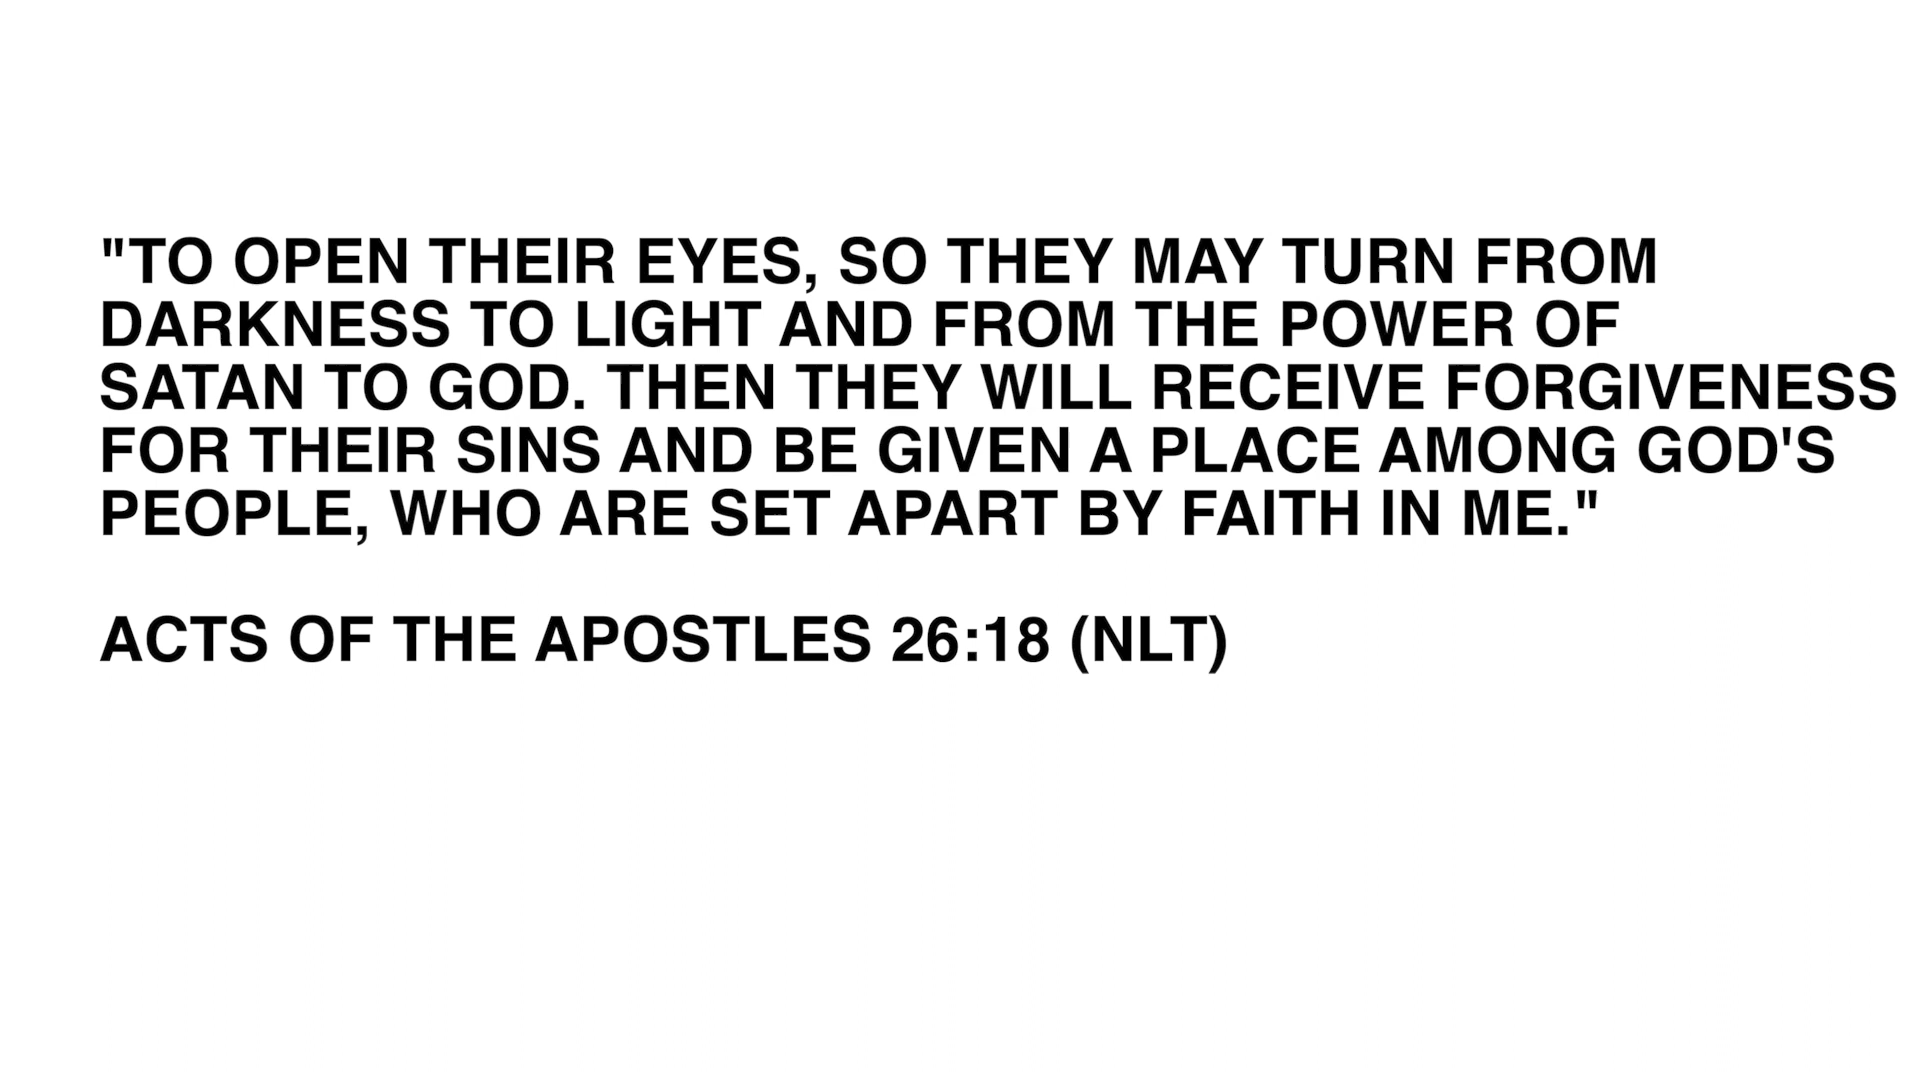 "TO OPEN THEIR EYES, SO THEY MAY TURN FROM
DARKNESS TO LIGHT AND FROM THE POWER OF
SATAN TO GOD. THEN THEY WILL RECEIVE FORGIVENESS
FOR THEIR SINS AND BE GIVEN A PLACE AMONG GOD'S
PEOPLE, WHO ARE SET APART BY FAITH IN ME."
ACTS OF THE APOSTLES 26:18 (NLT)